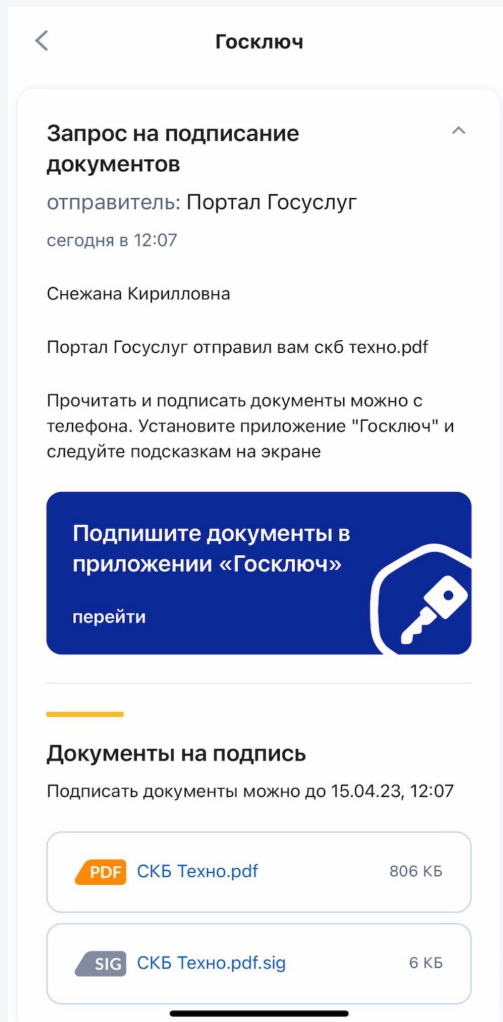 Госключ
Запрос на подписание
документов
отправитель: Портал Госуслуг
сегодня в 12:07
Снежана Кирилловна
Портал Госуслуг отправил вам скб техно.pdf
Прочитать и подписать документы можно с
телефона. Установите приложение "Госключ" и
следуйте подсказкам на экране
Подпишите документы в
приложении «Госключ»
перейти
Документы на подпись
Подписать документы можно до 15.04.23, 12:07
PDF СКБ Техно.pdf 806 КБ
SIG СКБ Техно.pdf.sig 6 КБ